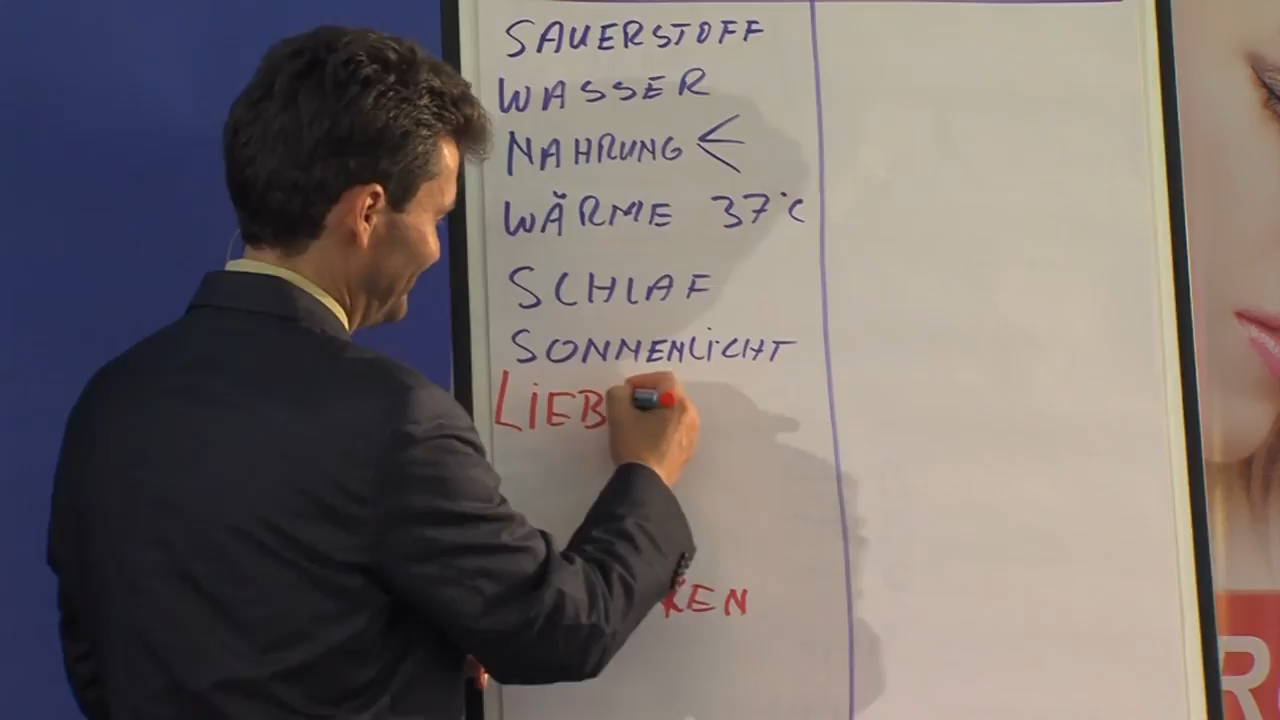 SAUERSTOFF
WASSER
NAHRUNG <
WÄRME 37°C
SCHLAF
SONNENLICHT
LIEB
KEN
R